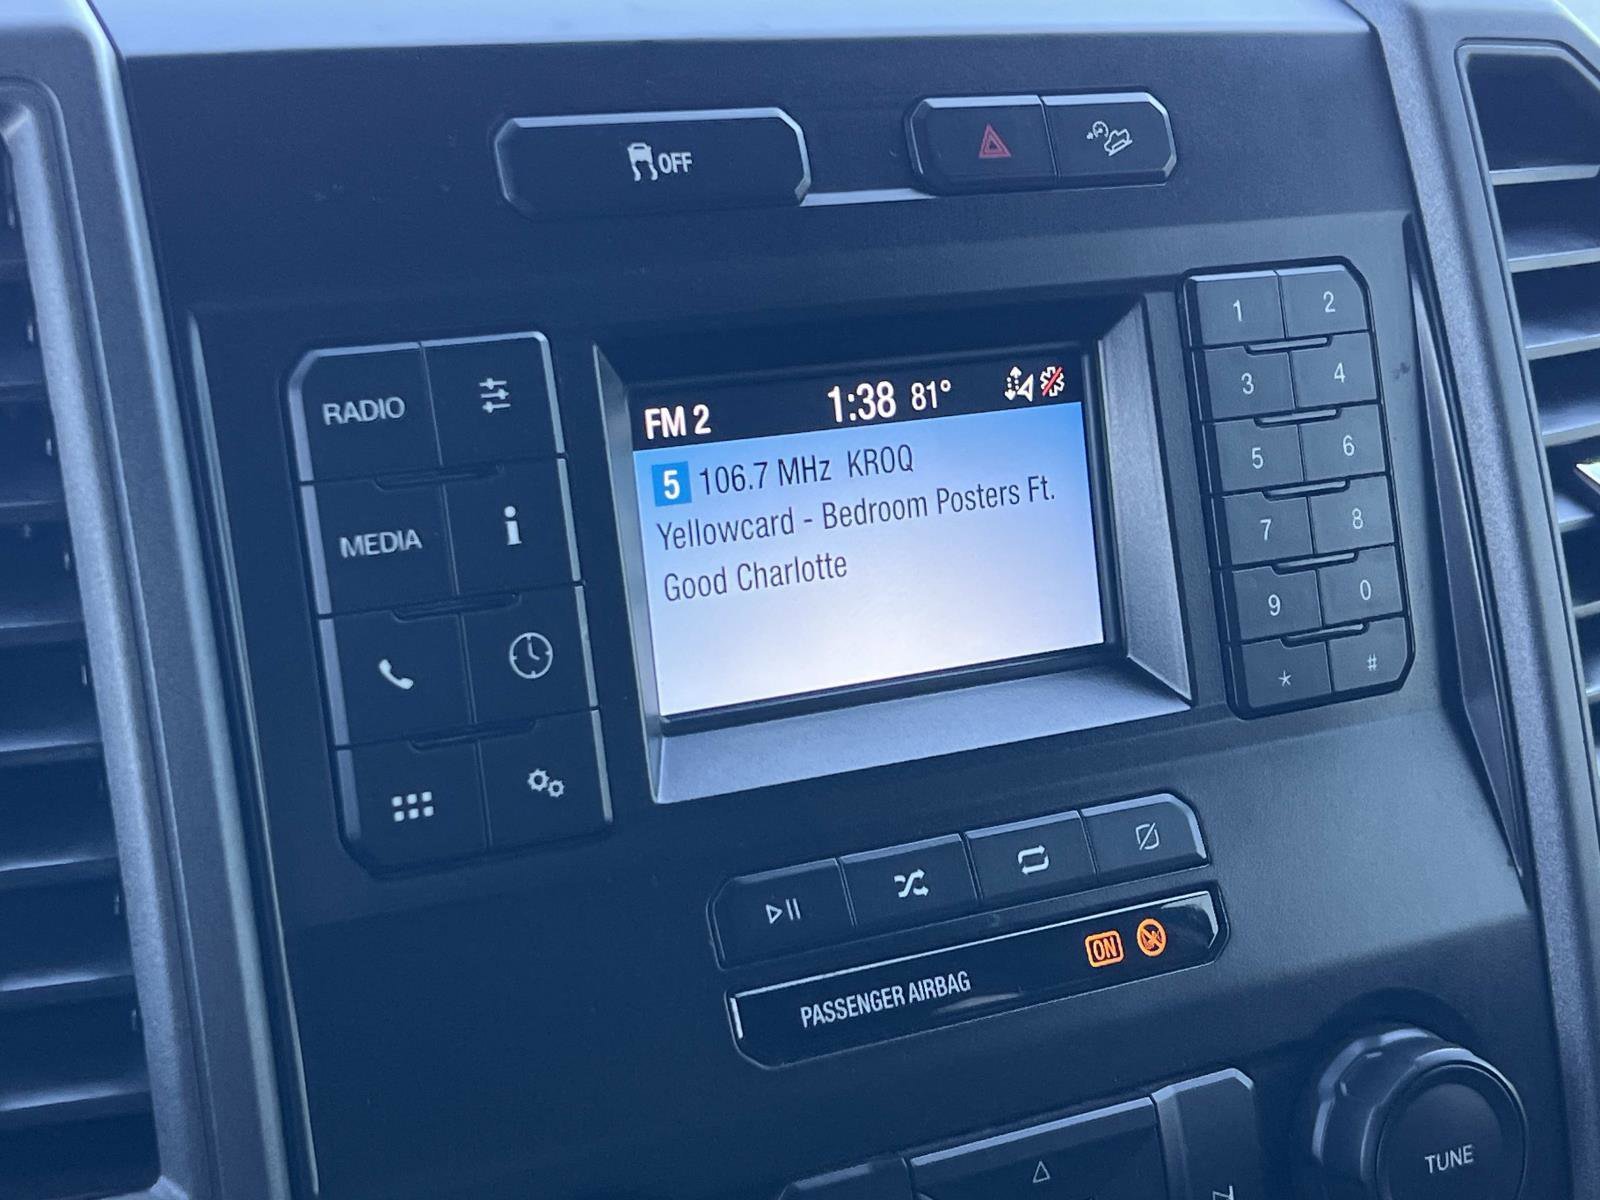 OFF
1 2
RADIO
3 4
FM 2 1:38 81°
5 106.7 MHz KROQ
Yellowcard - Bedroom Posters Ft.
Good Charlotte
5 6
MEDIA i
7 8
9 0
* #
PASSENGER AIRBAG ON
TUNE